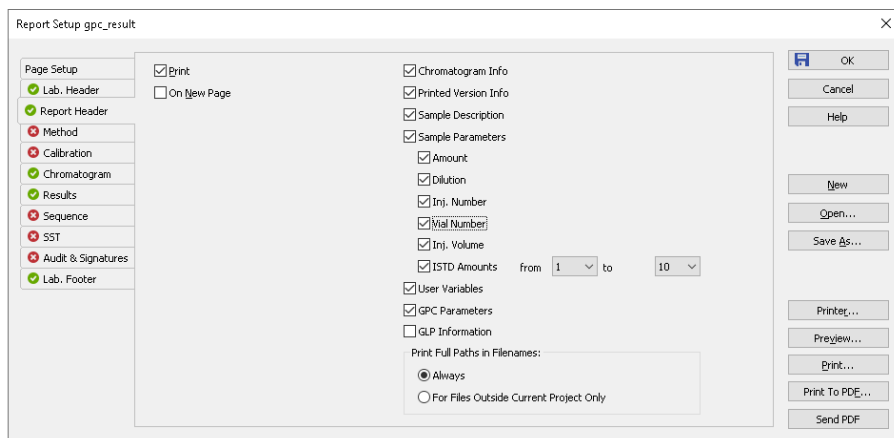 Report Setup gpc_result
Page Setup
Lab. Header
Report Header
Method
Calibration
Chromatogram
Results
Sequence
SST
Audit & Signatures
Lab. Footer
Print
On New Page
Chromatogram Info
Printed Version Info
Sample Description
Sample Parameters
Amount
Dilution
Inj. Number
Vial Number
Inj. Volume
ISTD Amounts from 1 to 10
User Variables
GPC Parameters
GLP Information
Print Full Paths in Filenames:
Always
For Files Outside Current Project Only
OK
Cancel
Help
New
Open...
Save As...
Printer...
Preview...
Print...
Print To PDF...
Send PDF